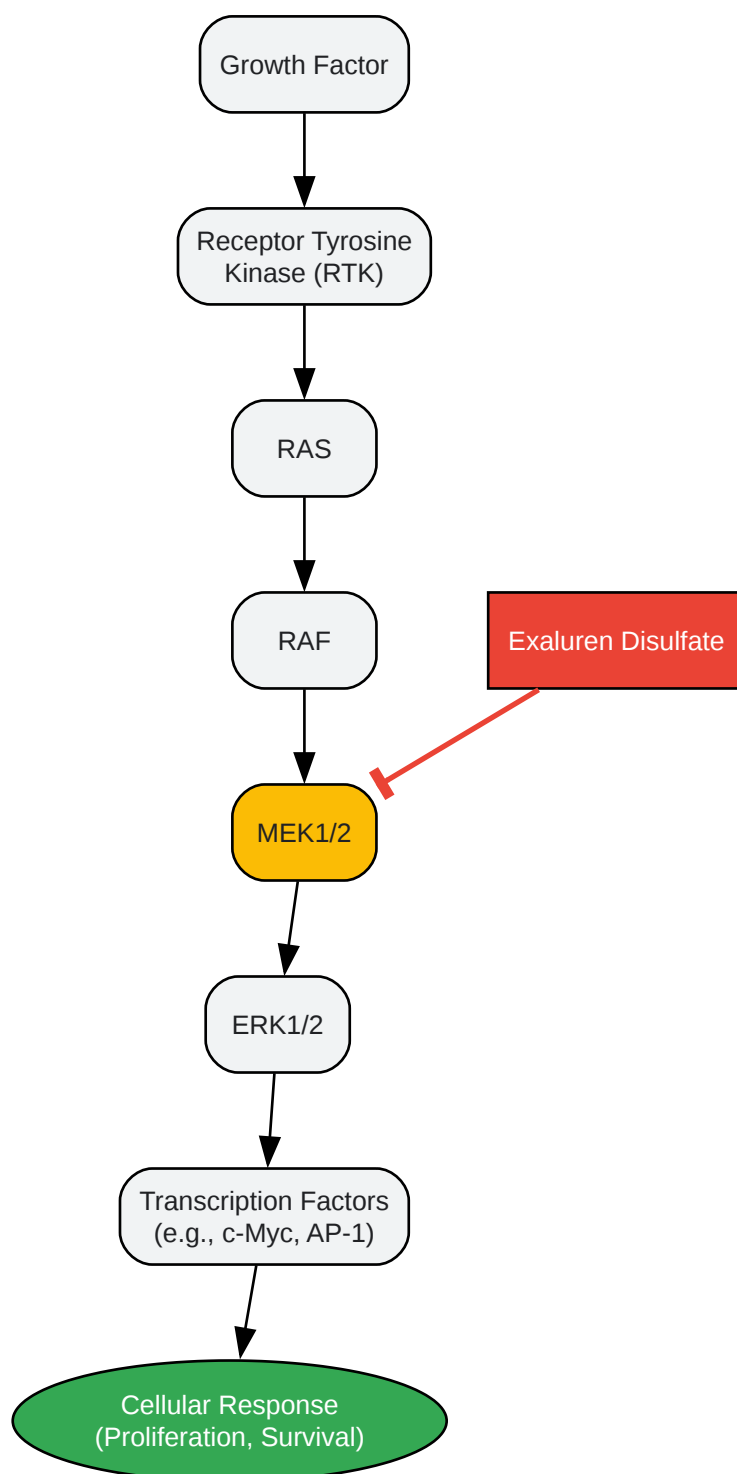 Growth Factor
Receptor Tyrosine
Kinase (RTK)
RAS
RAF
Exaluren Disulfate
MEK1/2
ERK1/2
Transcription Factors
(e.g., c-Myc, AP-1)
Cellular Response
(Proliferation, Survival)